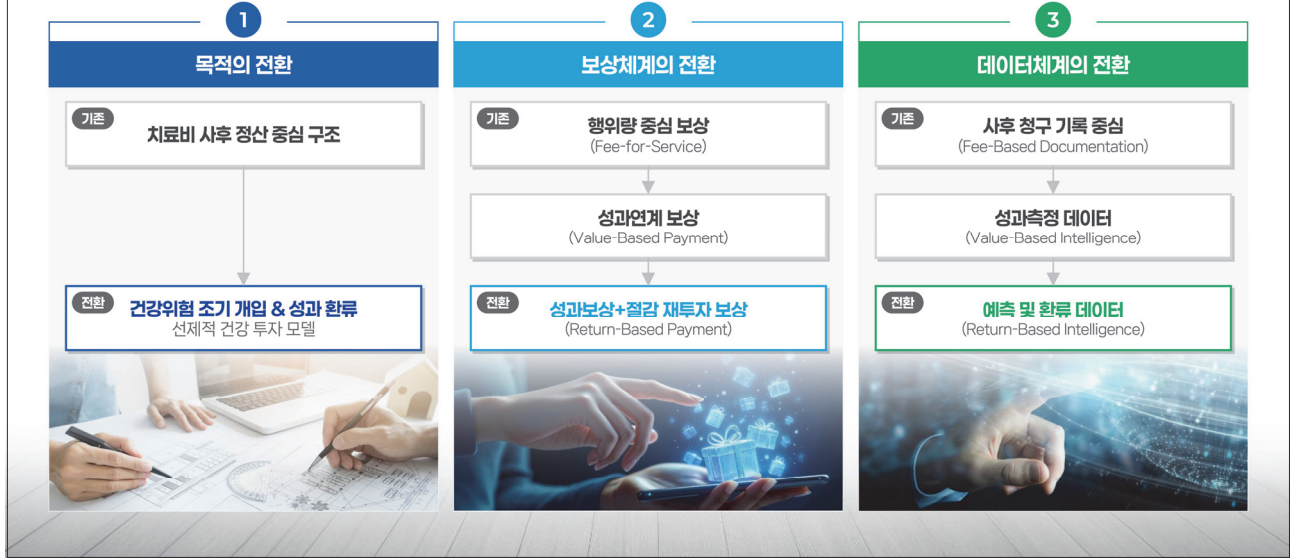 1
목적의 전환
기존
치료비 사후 정산 중심 구조
전환
건강위험 조기 개입 & 성과 환류
선제적 건강 투자 모델
2
보상체계의 전환
기존
행위량 중심 보상
(Fee-for-Service)
성과연계 보상
(Value-Based Payment)
전환
성과보상+절감 재투자 보상
(Return-Based Payment)
3
데이터체계의 전환
기존
사후 청구 기록 중심
(Fee-Based Documentation)
성과측정 데이터
(Value-Based Intelligence)
전환
예측 및 환류 데이터
(Return-Based Intelligence)